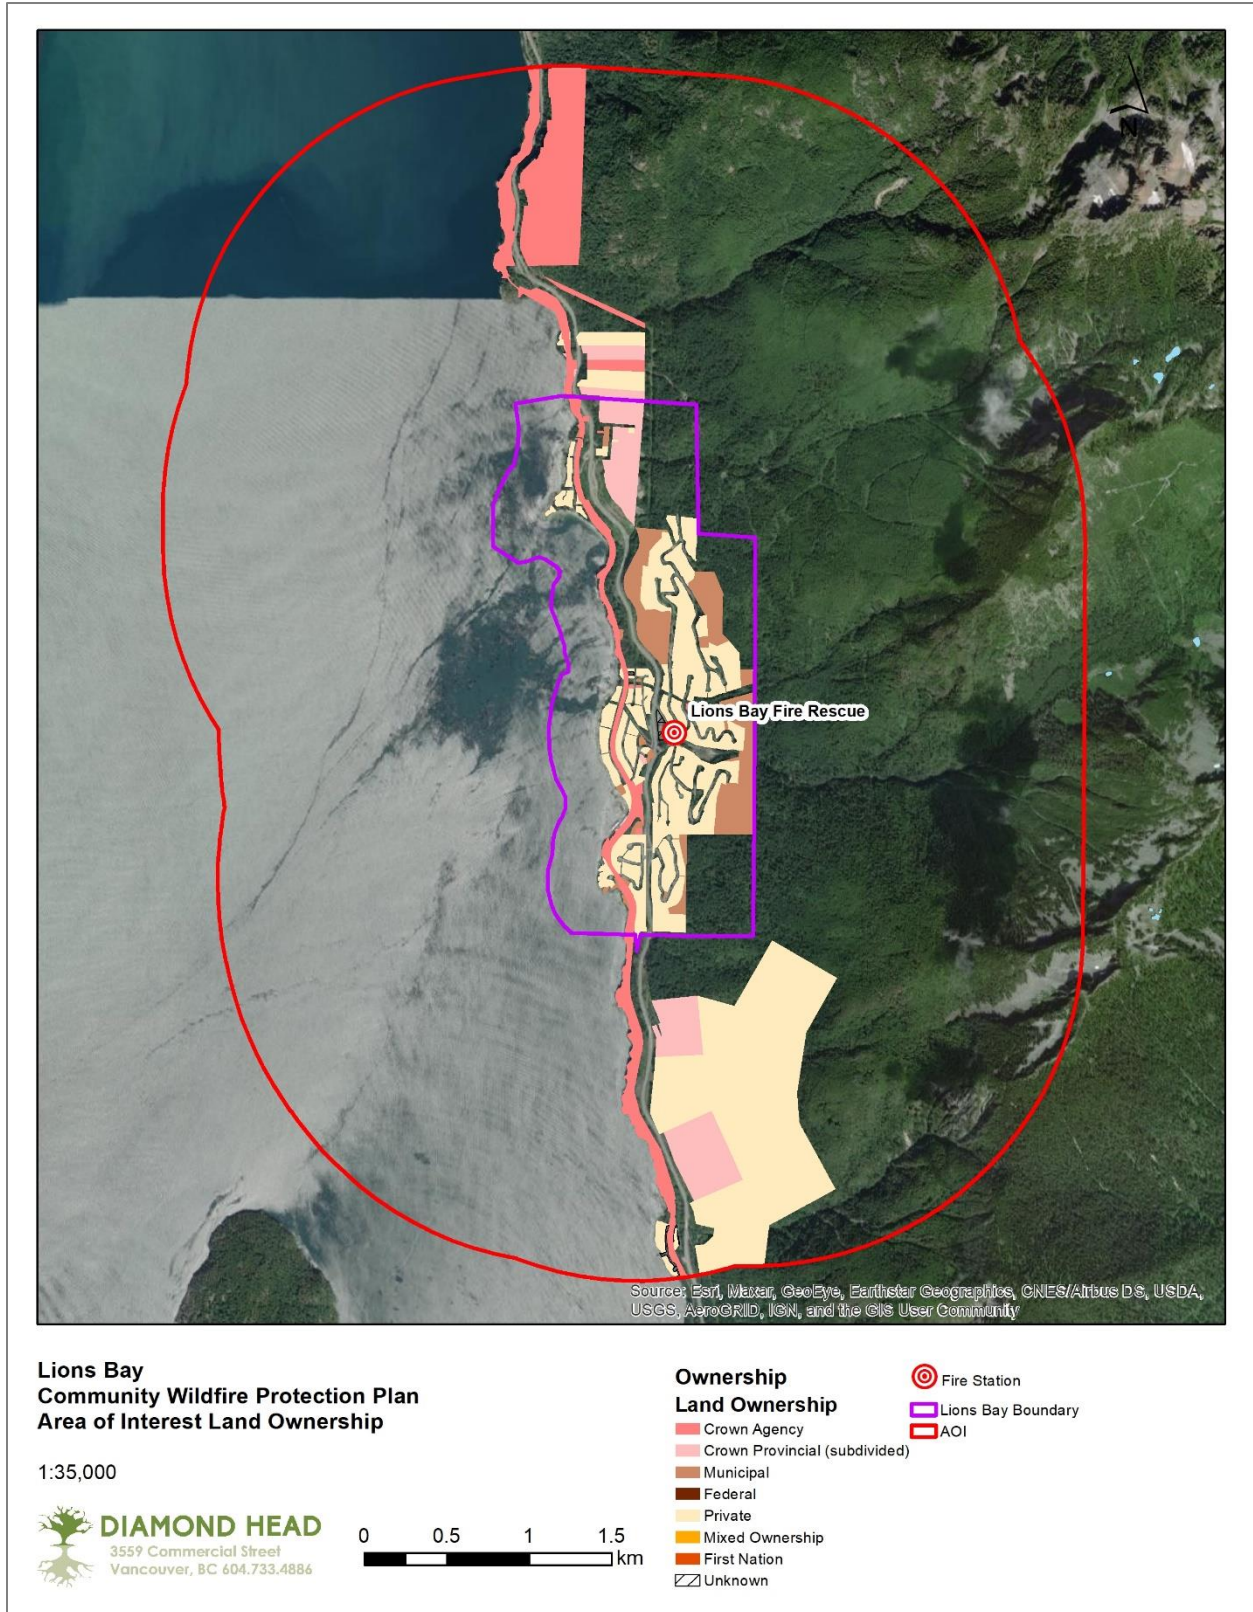 N
Lions Bay Fire Rescue
Source: Esri, Maxar, GeoEye, Earthstar Geographics, CNES/Airbus DS, USDA,
USGS, AeroGRID, IGN, and the GIS User Community
Lions Bay
Community Wildfire Protection Plan
Area of Interest Land Ownership
1:35,000
DIAMOND HEAD
3559 Commercial Street
Vancouver, BC 604.733.4886
0 0.5 1 1.5
km
Ownership
Land Ownership
Crown Agency
Crown Provincial (subdivided)
Municipal
Federal
Private
Mixed Ownership
First Nation
Unknown
Fire Station
Lions Bay Boundary
AOI